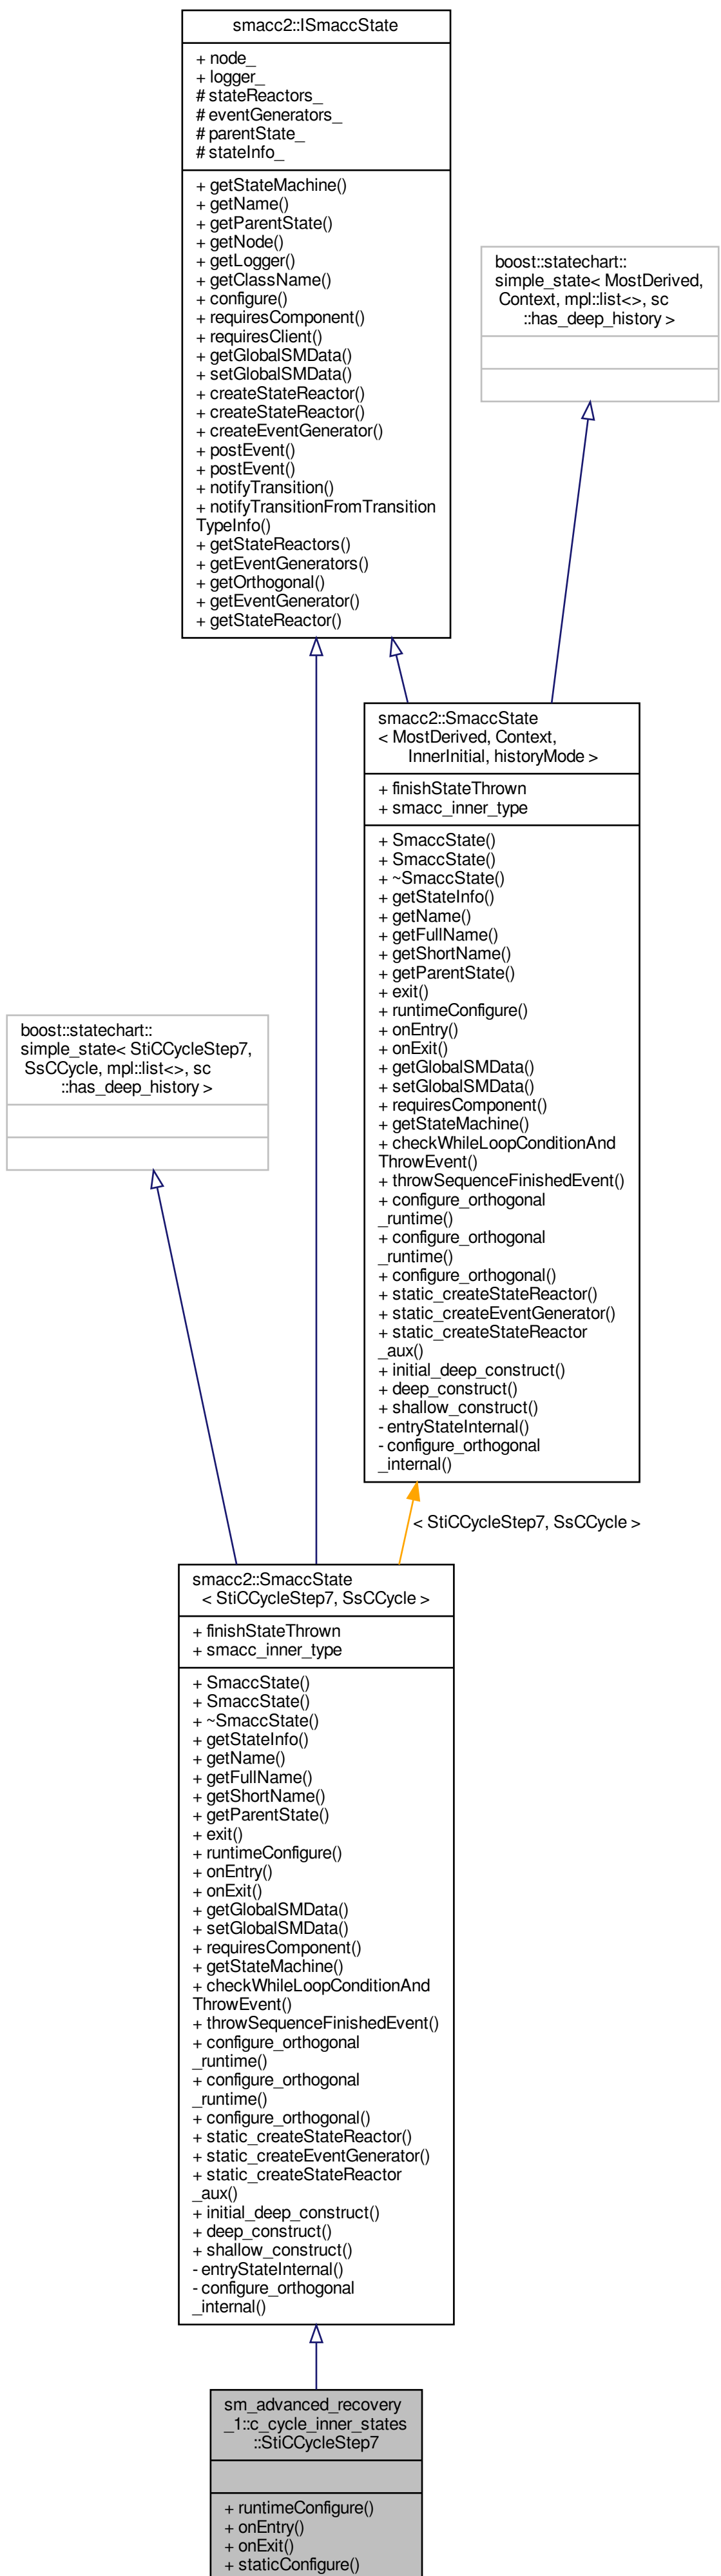 smacc2::ISmaccState
+ node_
+ logger_
# stateReactors_
# eventGenerators_
# parentState_
# stateInfo_
+ getStateMachine()
+ getName()
+ getParentState()
+ getNode()
+ getLogger()
+ getClassName()
+ configure()
+ requiresComponent()
+ requiresClient()
+ getGlobalSMData()
+ setGlobalSMData()
+ createStateReactor()
+ createStateReactor()
+ createEventGenerator()
+ postEvent()
+ postEvent()
+ notifyTransition()
+ notifyTransitionFromTransition
TypeInfo()
+ getStateReactors()
+ getEventGenerators()
+ getOrthogonal()
+ getEventGenerator()
+ getStateReactor()
boost::statechart::
simple_state< MostDerived,
Context, mpl::list<>, sc
::has_deep_history >
smacc2::SmaccState
< MostDerived, Context,
InnerInitial, historyMode >
+ finishStateThrown
+ smacc_inner_type
+ SmaccState()
+ SmaccState()
+ ~SmaccState()
+ getStateInfo()
+ getName()
+ getFullName()
+ getShortName()
+ getParentState()
+ exit()
+ runtimeConfigure()
+ onEntry()
+ onExit()
+ getGlobalSMData()
+ setGlobalSMData()
+ requiresComponent()
+ getStateMachine()
+ checkWhileLoopConditionAnd
ThrowEvent()
+ throwSequenceFinishedEvent()
+ configure_orthogonal
_runtime()
+ configure_orthogonal
_runtime()
+ configure_orthogonal()
+ static_createStateReactor()
+ static_createEventGenerator()
+ static_createStateReactor
_aux()
+ initial_deep_construct()
+ deep_construct()
+ shallow_construct()
- entryStateInternal()
- configure_orthogonal
_internal()
boost::statechart::
simple_state< StiCCycleStep7,
SsCCycle, mpl::list<>, sc
::has_deep_history >
< StiCCycleStep7, SsCCycle >
smacc2::SmaccState
< StiCCycleStep7, SsCCycle >
+ finishStateThrown
+ smacc_inner_type
+ SmaccState()
+ SmaccState()
+ ~SmaccState()
+ getStateInfo()
+ getName()
+ getFullName()
+ getShortName()
+ getParentState()
+ exit()
+ runtimeConfigure()
+ onEntry()
+ onExit()
+ getGlobalSMData()
+ setGlobalSMData()
+ requiresComponent()
+ getStateMachine()
+ checkWhileLoopConditionAnd
ThrowEvent()
+ throwSequenceFinishedEvent()
+ configure_orthogonal
_runtime()
+ configure_orthogonal
_runtime()
+ configure_orthogonal()
+ static_createStateReactor()
+ static_createEventGenerator()
+ static_createStateReactor
_aux()
+ initial_deep_construct()
+ deep_construct()
+ shallow_construct()
- entryStateInternal()
- configure_orthogonal
_internal()
sm_advanced_recovery
_1::c_cycle_inner_states
::StiCCycleStep7
+ runtimeConfigure()
+ onEntry()
+ onExit()
+ staticConfigure()